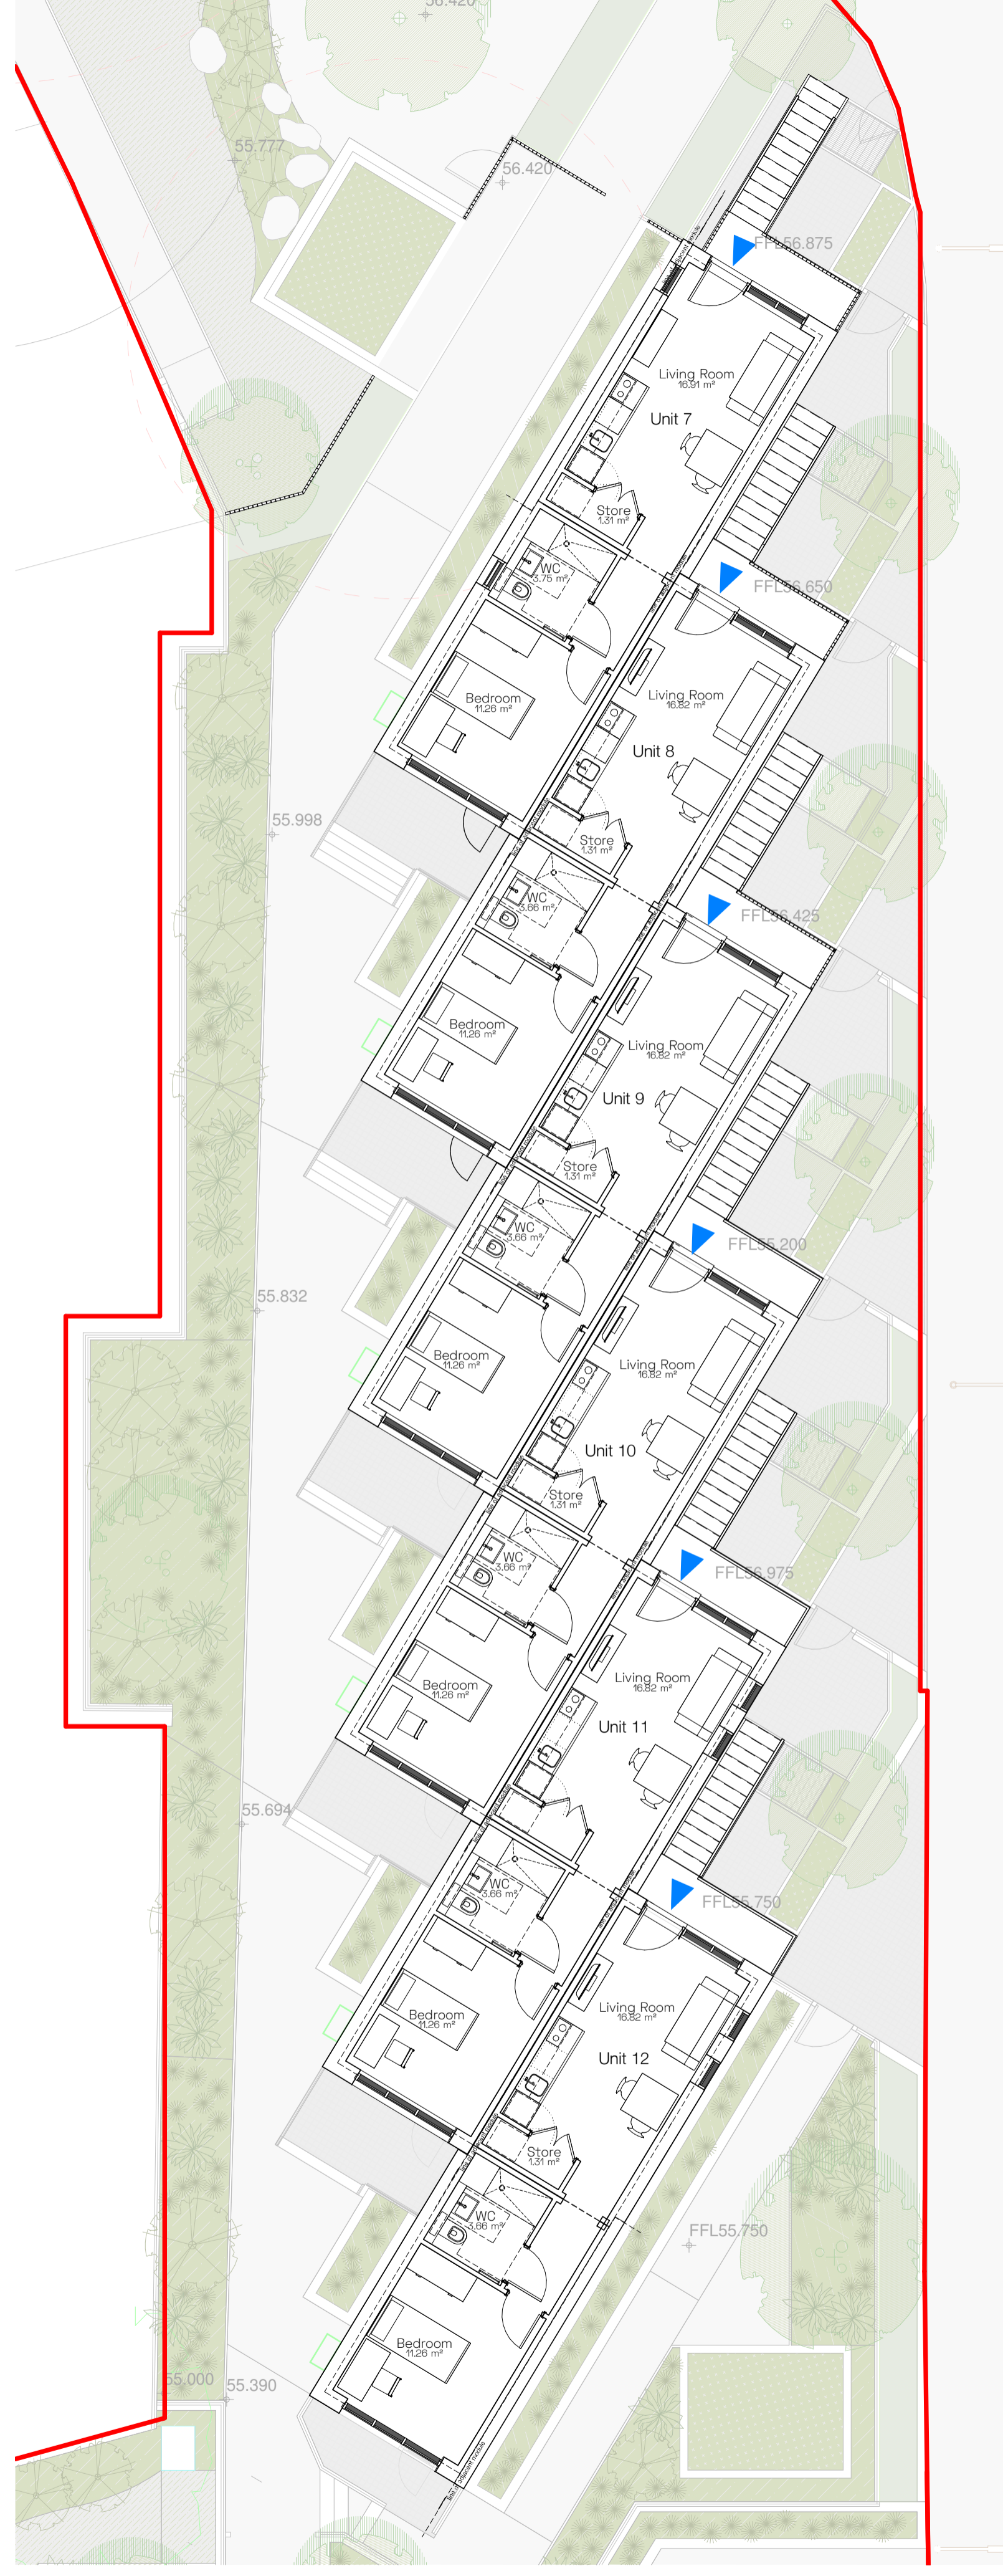 56.420
55.777
56.420
FFL56.875
Living Room
16.91 m²
Unit 7
Store
1.31 m²
WC
3.75 m²
FFL56.650
Bedroom
11.26 m²
Living Room
16.82 m²
Unit 8
55.998
Store
1.31 m²
WC
3.66 m²
FFL56.425
Bedroom
11.26 m²
Living Room
16.82 m²
Unit 9
Store
1.31 m²
WC
3.66 m²
FFL55.200
55.832
Bedroom
11.26 m²
Living Room
16.82 m²
Unit 10
Store
1.31 m²
WC
3.66 m²
FFL56.975
Bedroom
11.26 m²
Living Room
16.82 m²
Unit 11
55.694
WC
3.66 m²
FFL55.750
Bedroom
11.26 m²
Living Room
16.82 m²
Unit 12
Store
1.31 m²
WC
3.66 m²
FFL55.750
Bedroom
11.26 m²
55.000
55.390
line of adjacent module